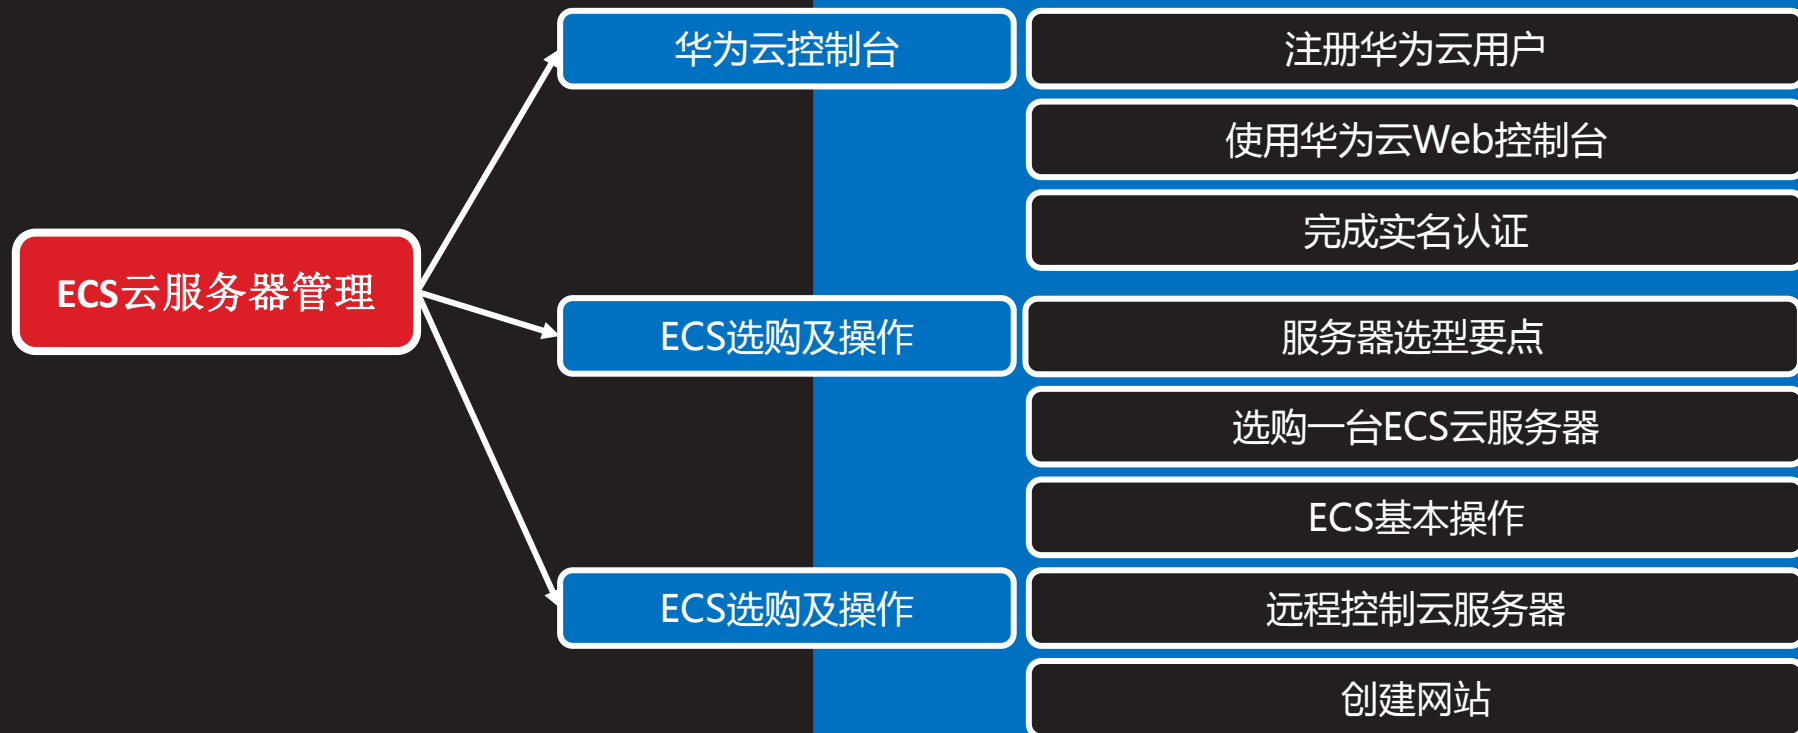 华为云控制台
注册华为云用户
使用华为云Web控制台
完成实名认证
ECS云服务器管理
ECS选购及操作
服务器选型要点
选购一台ECS云服务器
ECS基本操作
ECS选购及操作
远程控制云服务器
创建网站